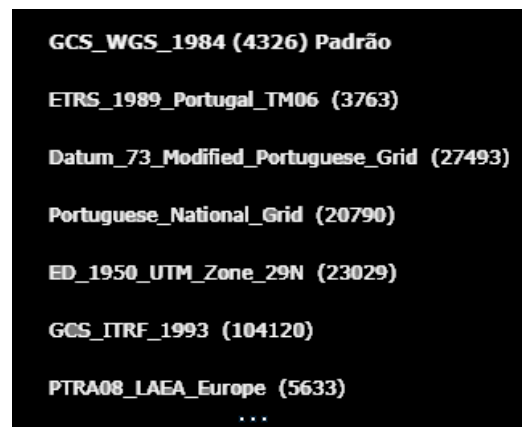 GCS_WGS_1984 (4326) Padrão
ETRS_1989_Portugal_TM06 (3763)
Datum_73_Modified_Portuguese_Grid (27493)
Portuguese_National_Grid (20790)
ED_1950_UTM_Zone_29N (23029)
GCS_ITRF_1993 (104120)
PTRA08_LAEA_Europe (5633)
...